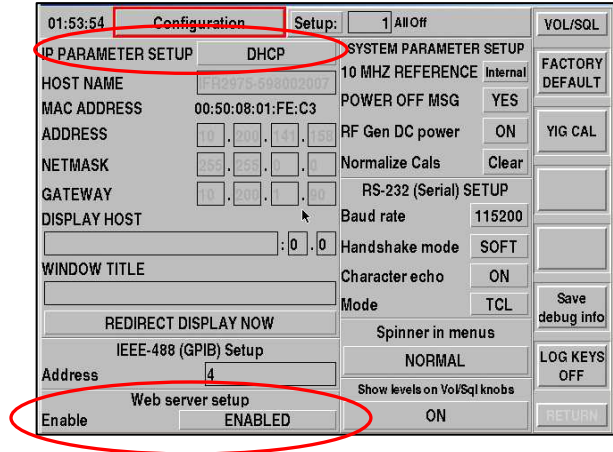 01:53:54 Configuration Setup: 1 All Off
IP PARAMETER SETUP DHCP
HOST NAME IFR2975-598002007
MAC ADDRESS 00:50:08:01:FE:C3
ADDRESS 10 . 200 . 141 . 158
NETMASK 255 . 255 . 0 . 0
GATEWAY 10 . 200 . 1 . 90
DISPLAY HOST
: 0 . 0
WINDOW TITLE
REDIRECT DISPLAY NOW
IEEE-488 (GPIB) Setup
Address 4
Web server setup
Enable ENABLED
SYSTEM PARAMETER SETUP
10 MHZ REFERENCE Internal
POWER OFF MSG YES
RF Gen DC power ON
Normalize Cals Clear
RS-232 (Serial) SETUP
Baud rate 115200
Handshake mode SOFT
Character echo ON
Mode TCL
Spinner in menus
NORMAL
Show levels on Vol/Sql knobs
ON
VOL/SQL
FACTORY
DEFAULT
YIG CAL
Save
debug info
LOG KEYS
OFF
RETURN